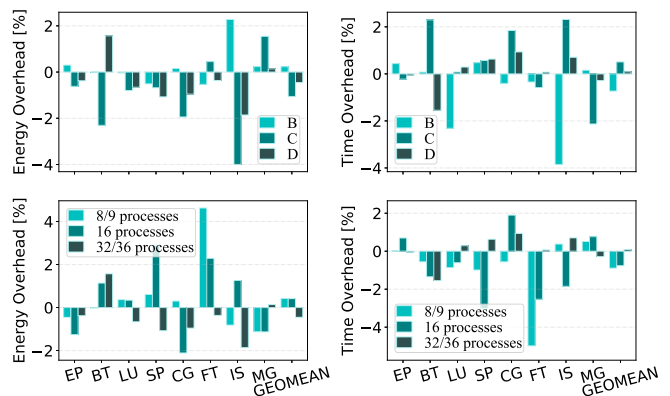 Energy Overhead [%]
2
0
−2
−4
B
C
D
Time Overhead [%]
2
0
−2
−4
B
C
D
Energy Overhead [%]
4
2
0
−2
8/9 processes
16 processes
32/36 processes
EP BT LU SP CG FT IS MG GEOMEAN
Time Overhead [%]
2
0
−2
−4
8/9 processes
16 processes
32/36 processes
EP BT LU SP CG FT IS MG GEOMEAN